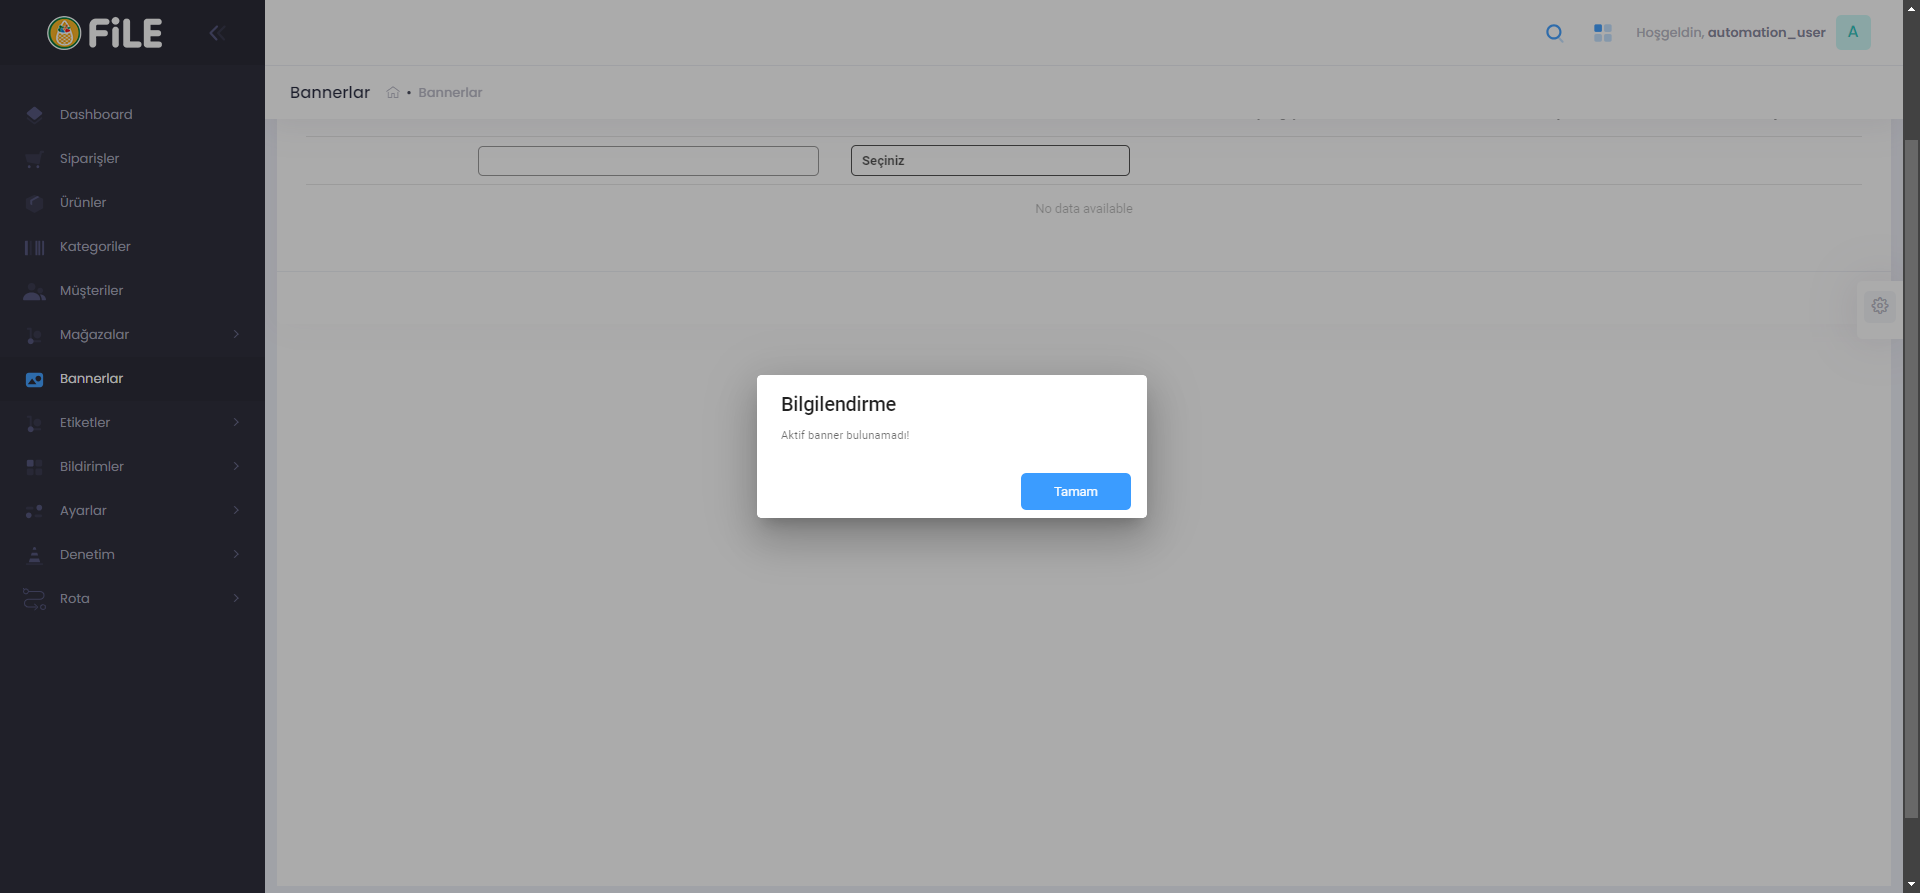 FiLE
Hoşgeldin, automation_user
A
Bannerlar
Bannerlar
Dashboard
Siparişler
Ürünler
Kategoriler
Müşteriler
Mağazalar
Bannerlar
Etiketler
Bildirimler
Ayarlar
Denetim
Rota
Seçiniz
No data available
Bilgilendirme
Aktif banner bulunamadı!
Tamam